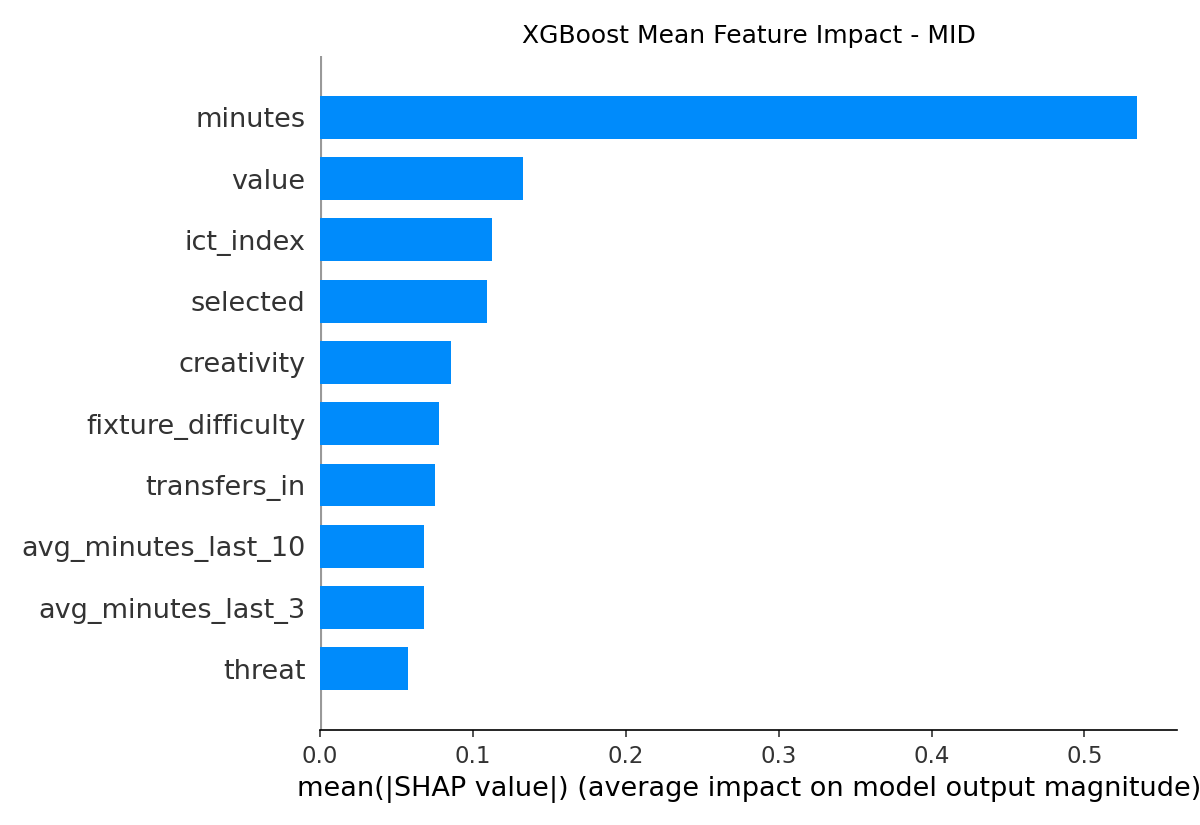 XGBoost Mean Feature Impact - MID
minutes
value
ict_index
selected
creativity
fixture_difficulty
transfers_in
avg_minutes_last_10
avg_minutes_last_3
threat
0.0 0.1 0.2 0.3 0.4 0.5
mean(|SHAP value|) (average impact on model output magnitude)